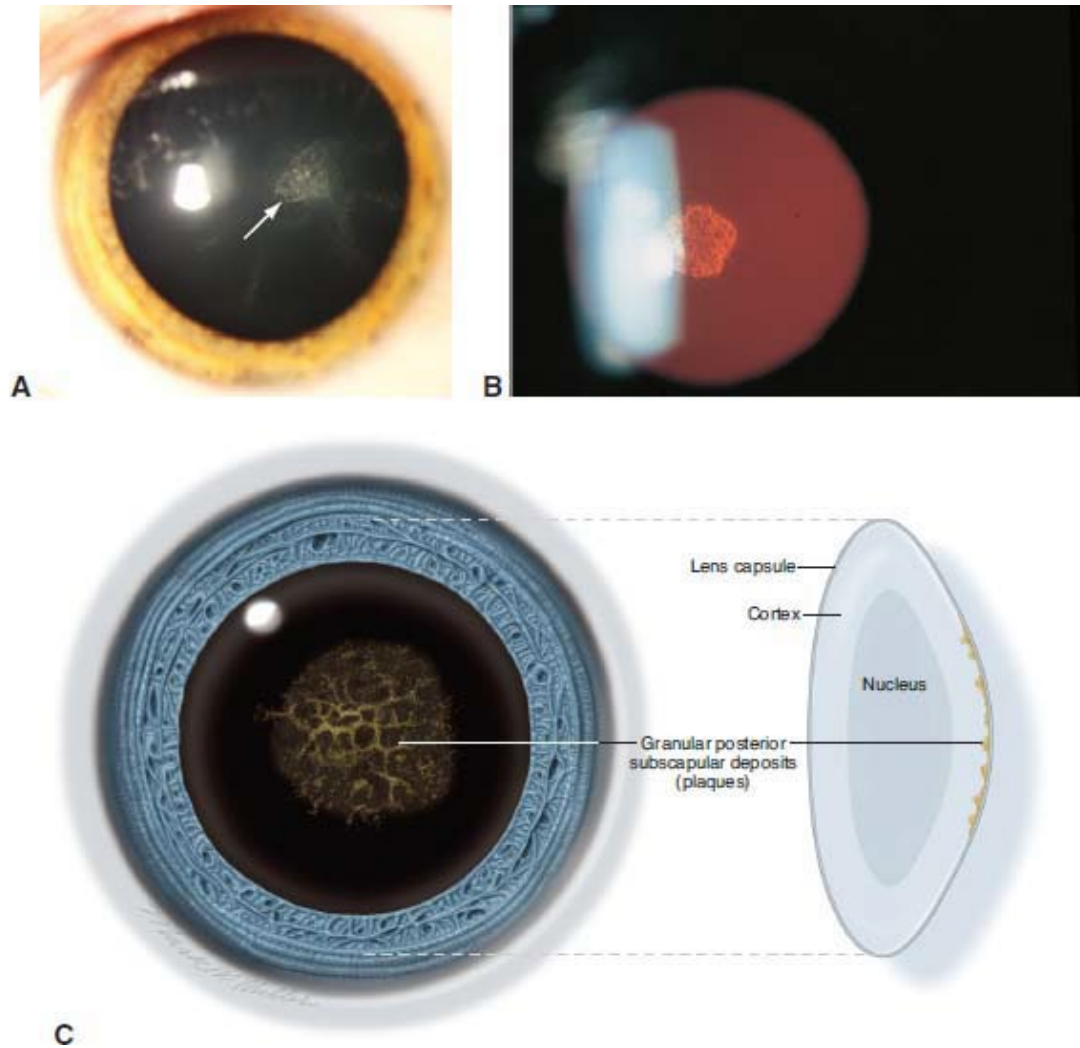 A
B
Lens capsule
Cortex
Nucleus
Granular posterior
subscapular deposits
(plaques)
C